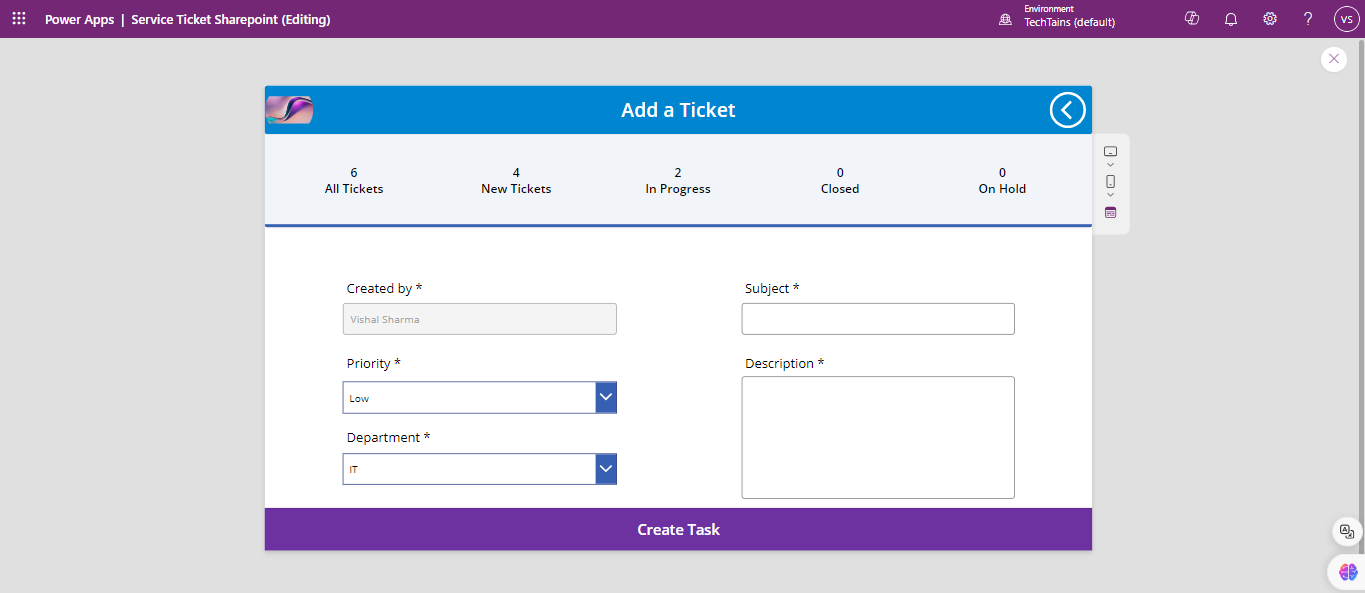 Power Apps | Service Ticket Sharepoint (Editing)
Environment
TechTains (default)
?
VS
Add a Ticket
6
All Tickets
4
New Tickets
2
In Progress
0
Closed
0
On Hold
Created by *
Vishal Sharma
Subject *
Priority *
Low
Description *
Department *
IT
Create Task